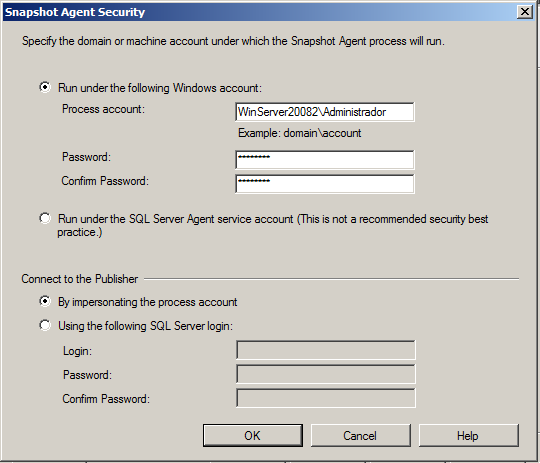 Snapshot Agent Security
Specify the domain or machine account under which the Snapshot Agent process will run.
Run under the following Windows account:
Process account:
WinServer20082\Administrador
Example: domain\account
Password:
********
Confirm Password:
********
Run under the SQL Server Agent service account (This is not a recommended security best
practice.)
Connect to the Publisher
By impersonating the process account
Using the following SQL Server login:
Login:
Password:
Confirm Password:
OK Cancel Help